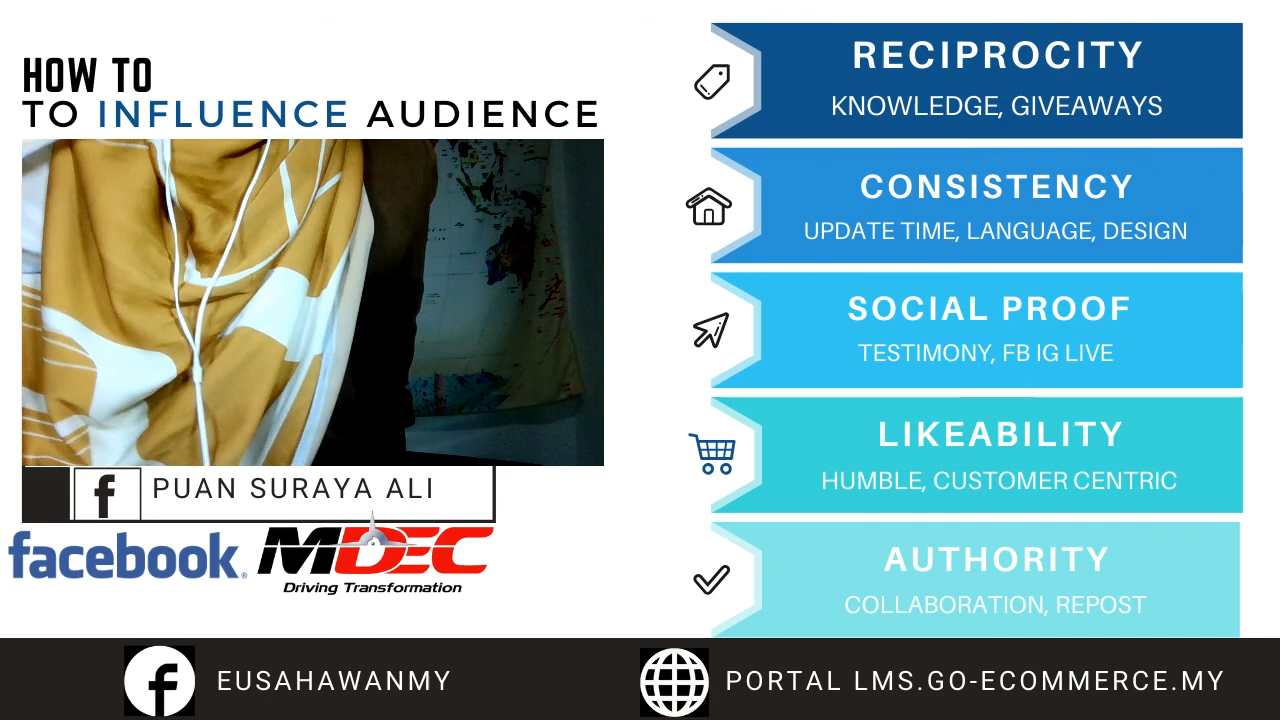 HOW TO
TO INFLUENCE AUDIENCE
PUAN SURAYA ALI
facebook®
MDEC
Driving Transformation
RECIPROCITY
KNOWLEDGE, GIVEAWAYS
CONSISTENCY
UPDATE TIME, LANGUAGE, DESIGN
SOCIAL PROOF
TESTIMONY, FB IG LIVE
LIKEABILITY
HUMBLE, CUSTOMER CENTRIC
AUTHORITY
COLLABORATION, REPOST
EUSAHAWANMY
PORTAL LMS.GO-ECOMMERCE.MY